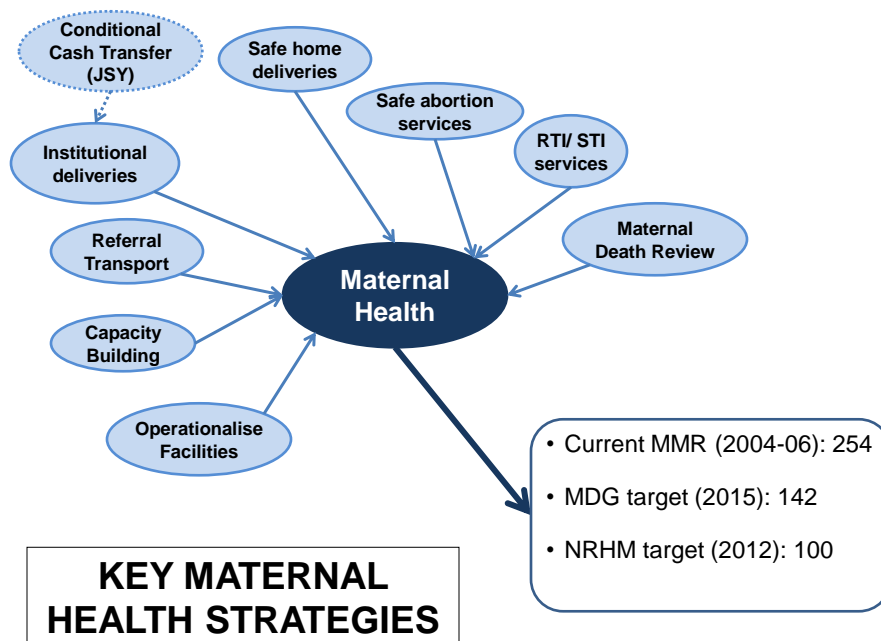 Conditional
Cash Transfer
(JSY)
Safe home
deliveries
Safe abortion
services
RTI/ STI
services
Institutional
deliveries
Maternal
Death Review
Referral
Transport
Maternal
Health
Capacity
Building
Operationalise
Facilities
• Current MMR (2004-06): 254
• MDG target (2015): 142
• NRHM target (2012): 100
KEY MATERNAL
HEALTH STRATEGIES